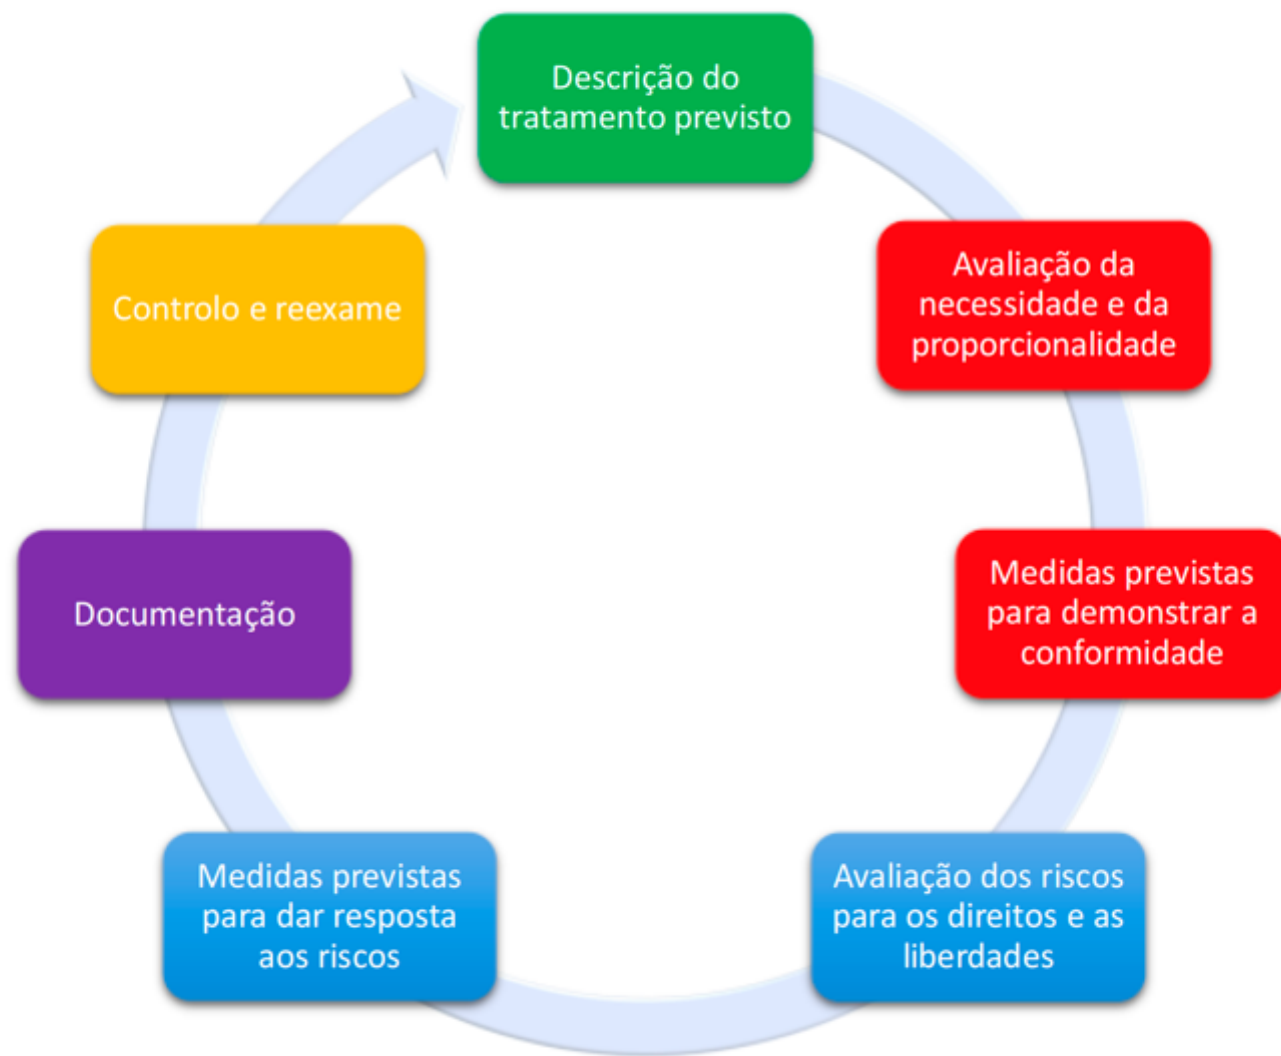 Descrição do
tratamento previsto
Avaliação da
necessidade e da
proporcionalidade
Medidas previstas
para demonstrar a
conformidade
Avaliação dos riscos
para os direitos e as
liberdades
Medidas previstas
para dar resposta
aos riscos
Documentação
Controlo e reexame